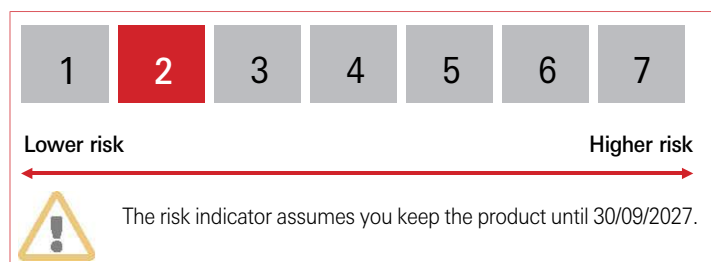 1 2 3 4 5 6 7
Lower risk Higher risk
The risk indicator assumes you keep the product until 30/09/2027.